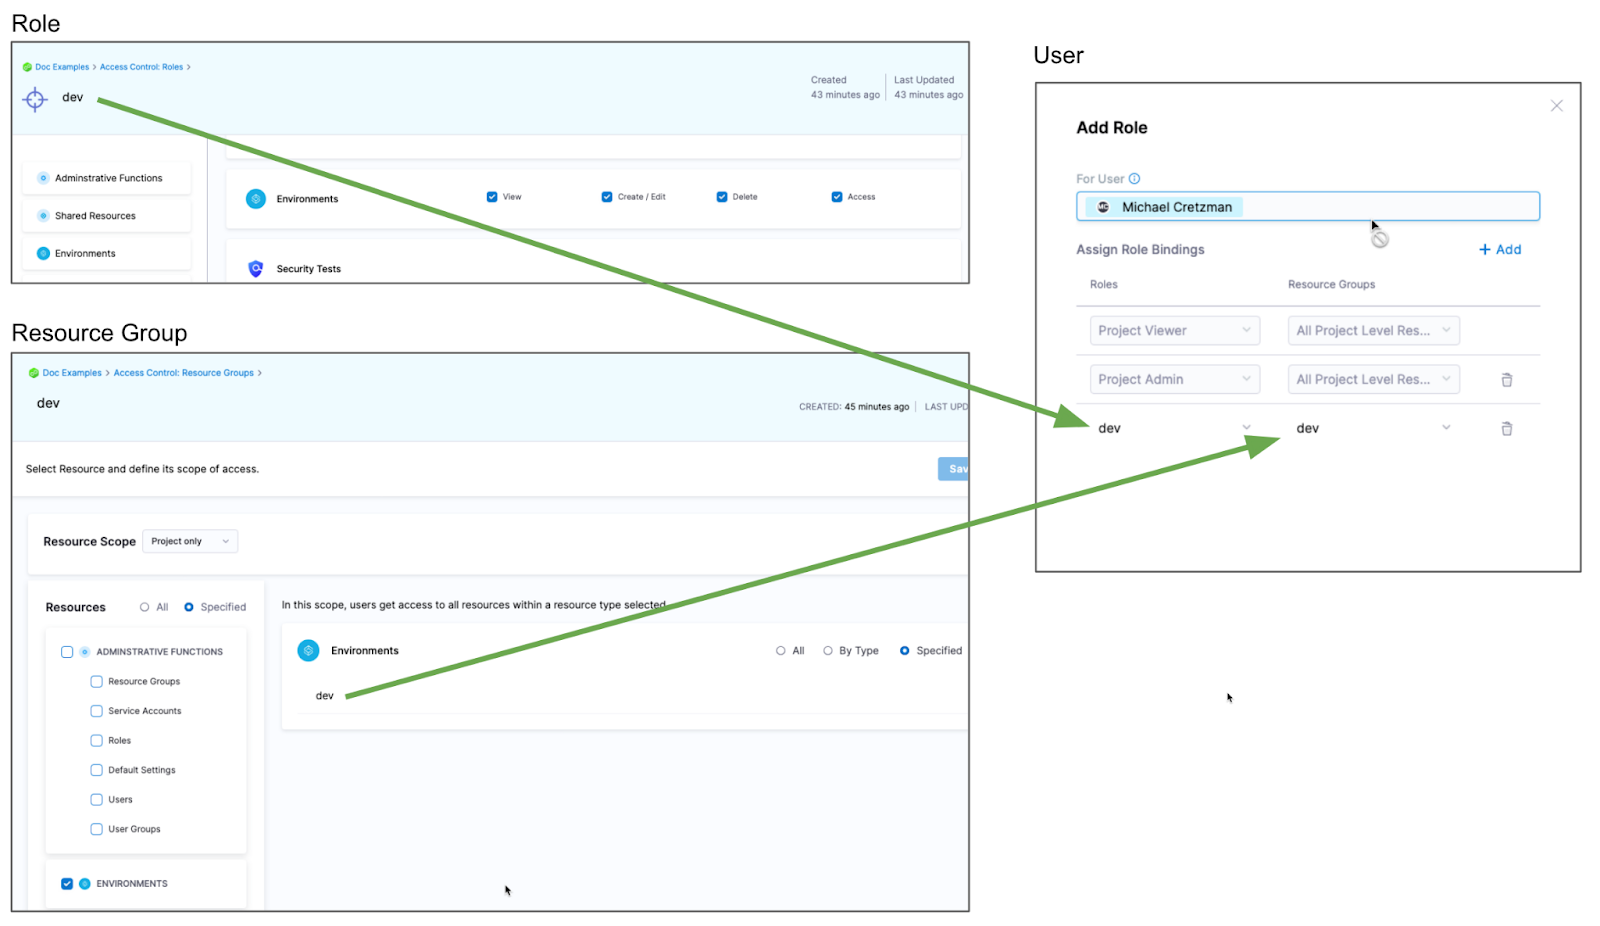 Role
Doc Examples > Access Control: Roles >
dev
Created
43 minutes ago
Last Updated
43 minutes ago
Adminstrative Functions
Shared Resources
Environments
Environments
View
Create / Edit
Delete
Access
Security Tests
Resource Group
Doc Examples > Access Control: Resource Groups >
dev
CREATED: 45 minutes ago
LAST UPD
Select Resource and define its scope of access.
Sav
Resource Scope
Project only
Resources
All
Specified
ADMINSTRATIVE FUNCTIONS
Resource Groups
Service Accounts
Roles
Default Settings
Users
User Groups
ENVIRONMENTS
In this scope, users get access to all resources within a resource type selected
Environments
All
By Type
Specified
dev
User
Add Role
For User
MC Michael Cretzman
Assign Role Bindings
+ Add
Roles
Resource Groups
Project Viewer
All Project Level Res...
Project Admin
All Project Level Res...
dev
dev